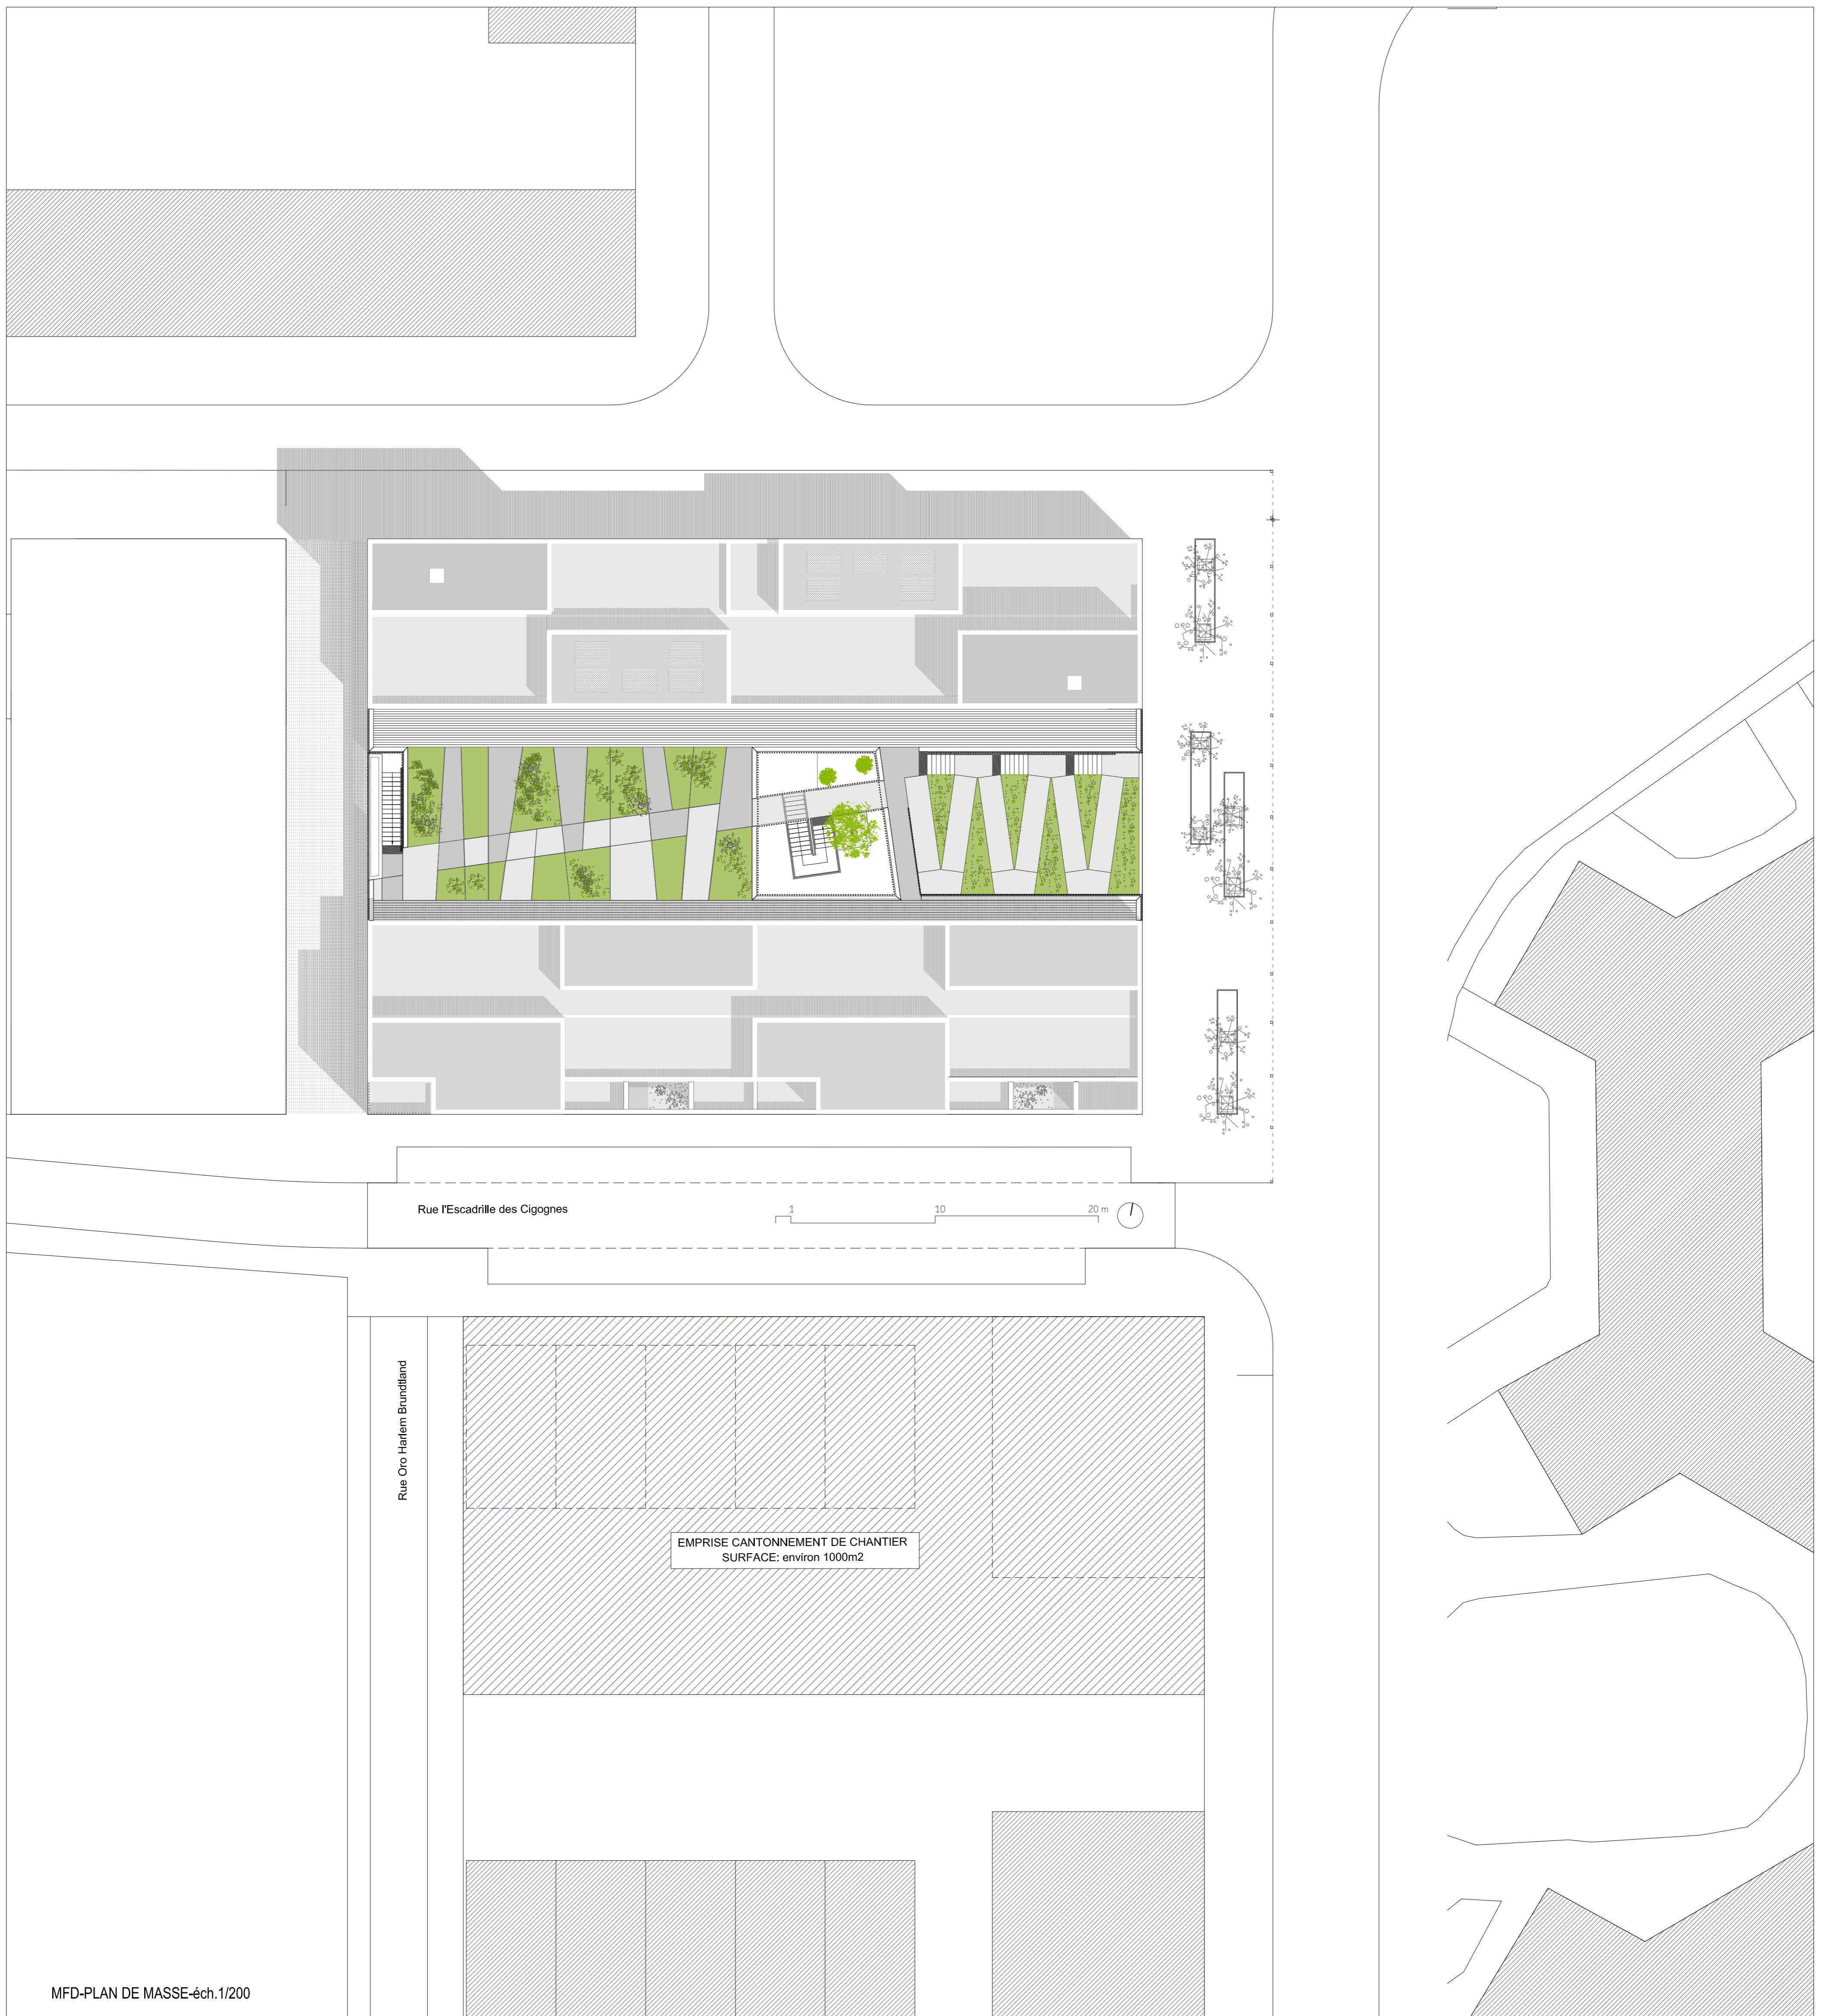 Rue l'Escadrille des Cigognes
1 10 20 m
Rue Oro Harlem Brundtland
EMPRISE CANTONNEMENT DE CHANTIER
SURFACE: environ 1000m2
MFD-PLAN DE MASSE-éch.1/200